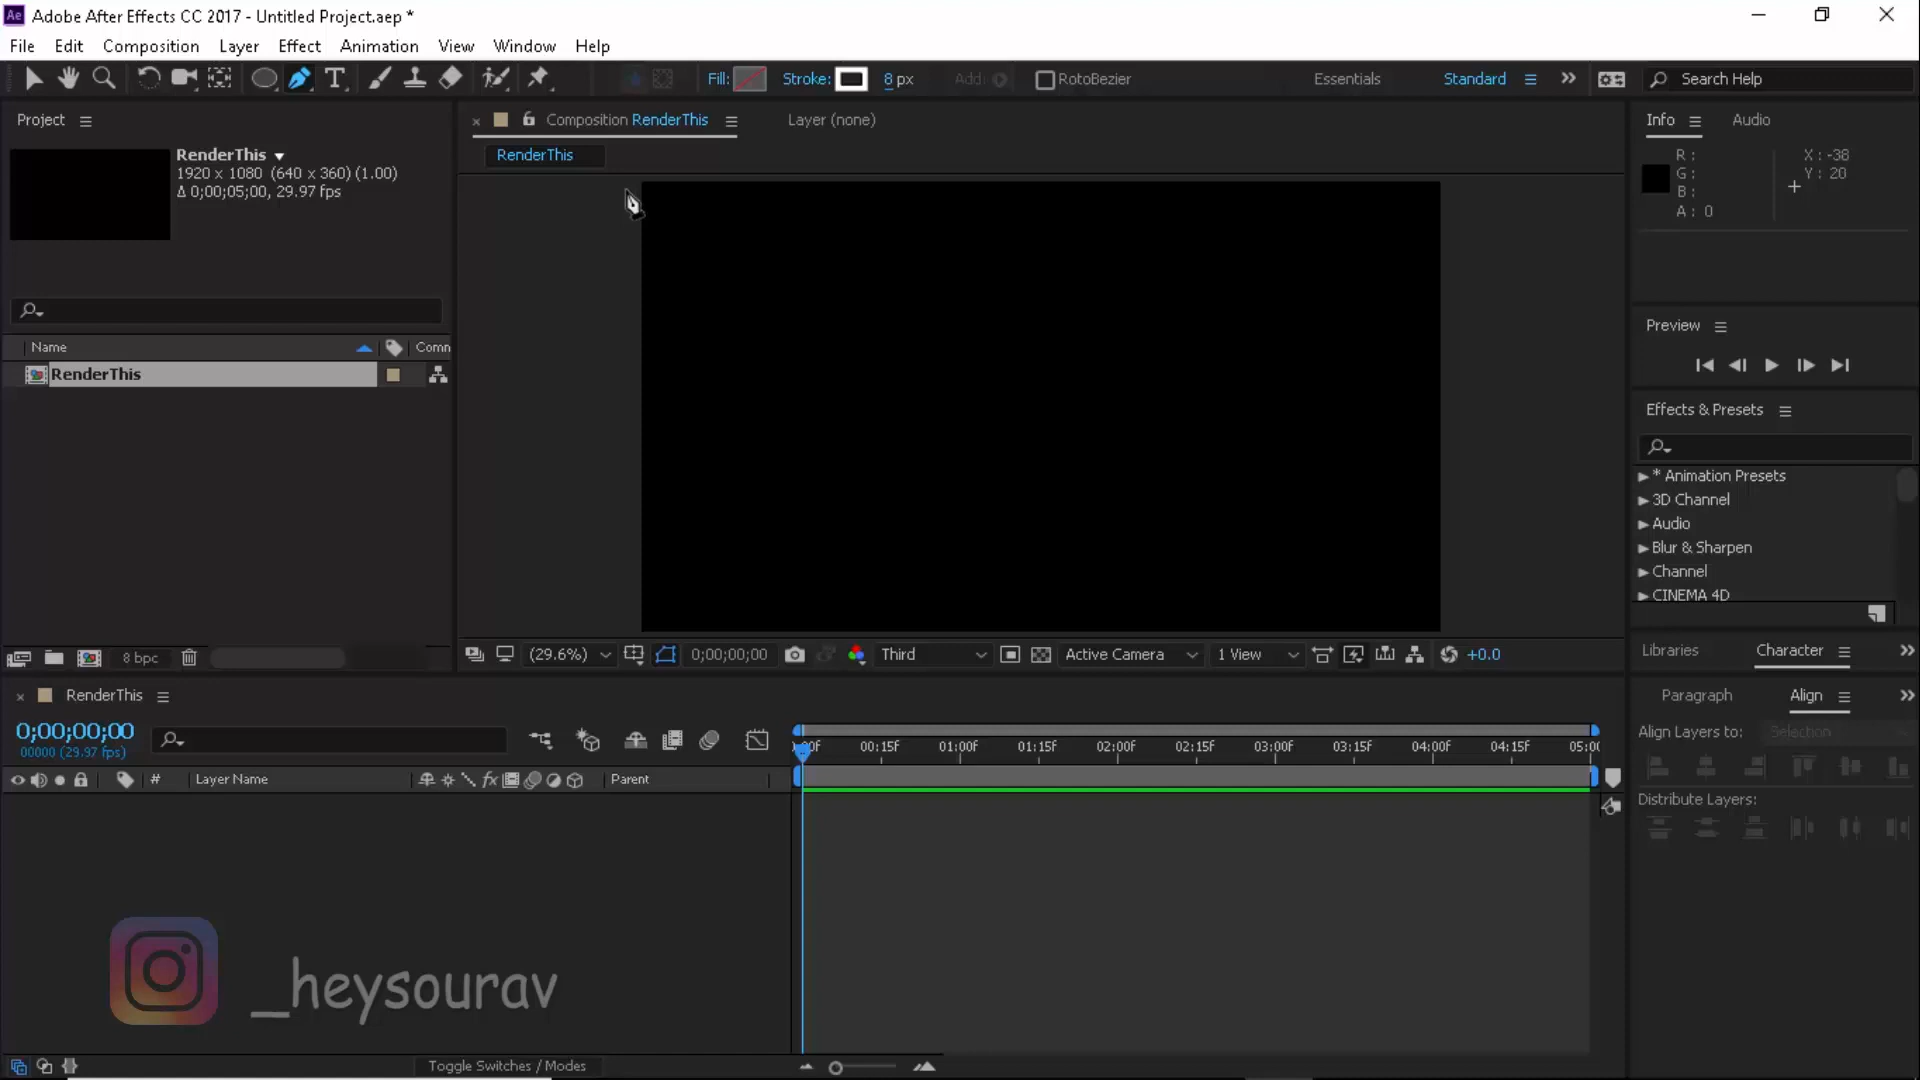 Adobe After Effects CC 2017 - Untitled Project.aep *
File Edit Composition Layer Effect Animation View Window Help
Fill: Stroke: 8 px Add: RotoBezier Essentials Standard Search Help
Project
RenderThis
1920 x 1080 (640 x 360) (1.00)
Δ 0;00;05;00, 29.97 fps
Name Comn
RenderThis
8 bpc
Composition RenderThis Layer (none)
RenderThis
(29.6%) 0;00;00;00 Third Active Camera 1 View +0.0
Info Audio
R : X : -38
G : Y : 20
B :
A : 0
Preview
Effects & Presets
* Animation Presets
3D Channel
Audio
Blur & Sharpen
Channel
CINEMA 4D
Libraries Character
Paragraph Align
Align Layers to: Selection
Distribute Layers:
RenderThis
0;00;00;00
00000 (29.97 fps)
# Layer Name Parent
00f 00:15f 01:00f 01:15f 02:00f 02:15f 03:00f 03:15f 04:00f 04:15f 05:0
_heysourav
Toggle Switches / Modes